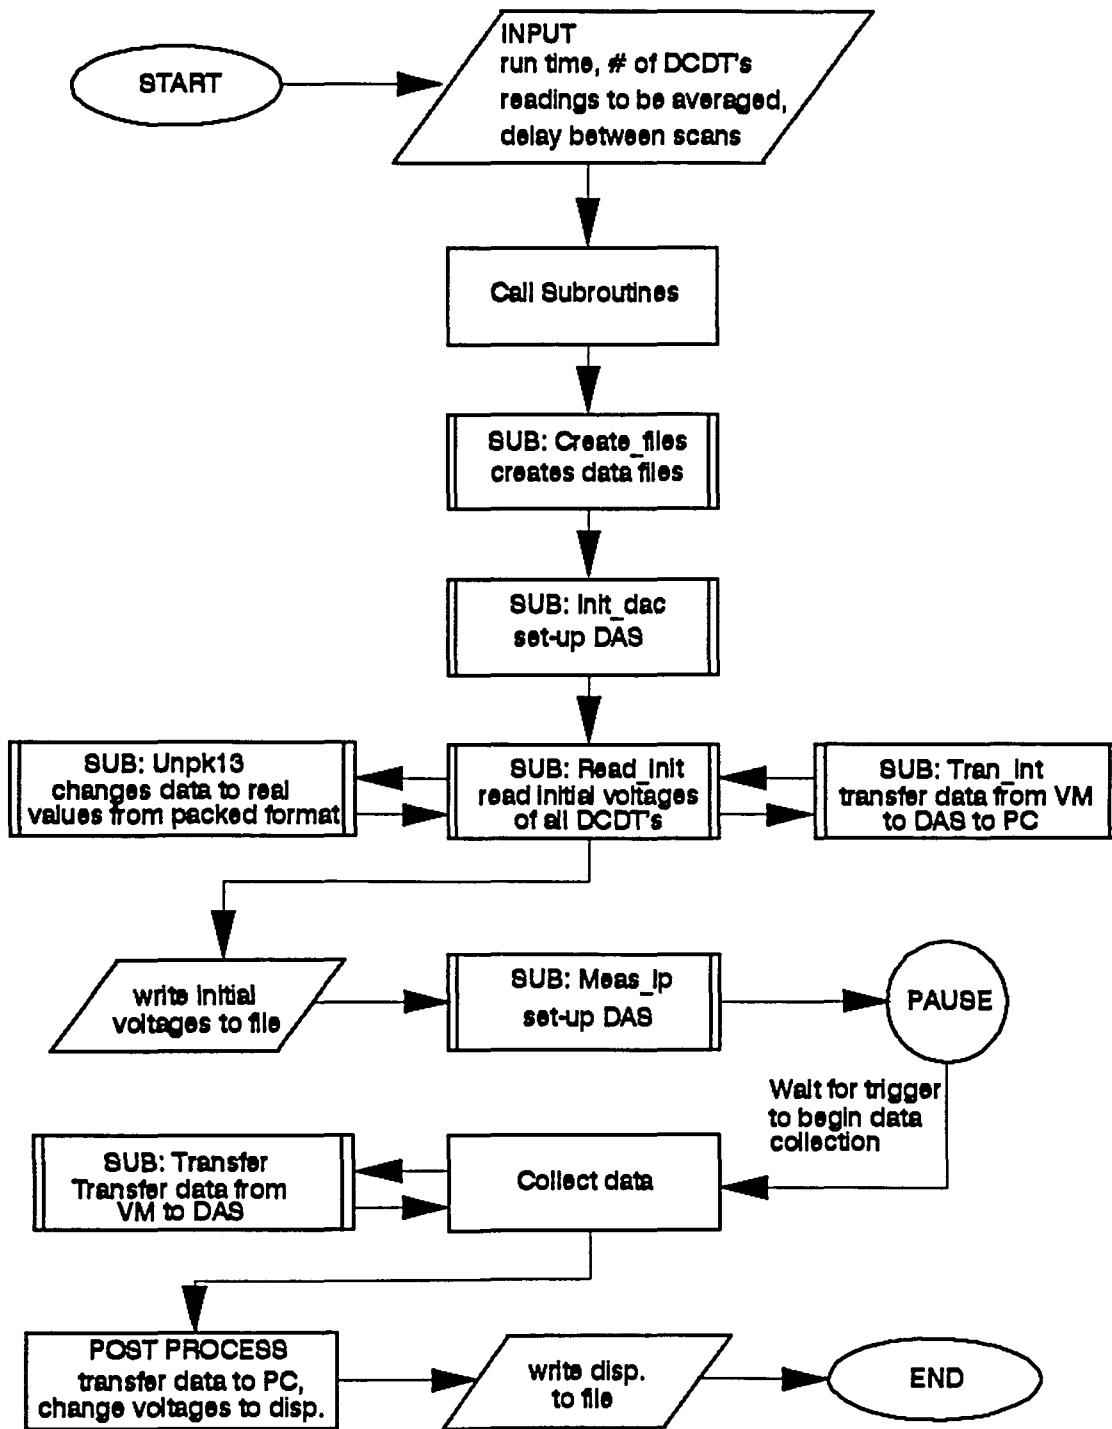 START
INPUT
run time, # of DCDT's
readings to be averaged,
delay between scans
Call Subroutines
SUB: Create_files
creates data files
SUB: Init_dac
set-up DAS
SUB: Unpk13
changes data to real
values from packed format
SUB: Read_init
read initial voltages
of all DCDT's
SUB: Tran_int
transfer data from VM
to DAS to PC
write initial
voltages to file
SUB: Meas_lp
set-up DAS
PAUSE
Wait for trigger
to begin data
collection
SUB: Transfer
Transfer data from
VM to DAS
Collect data
POST PROCESS
transfer data to PC,
change voltages to disp.
write disp.
to file
END